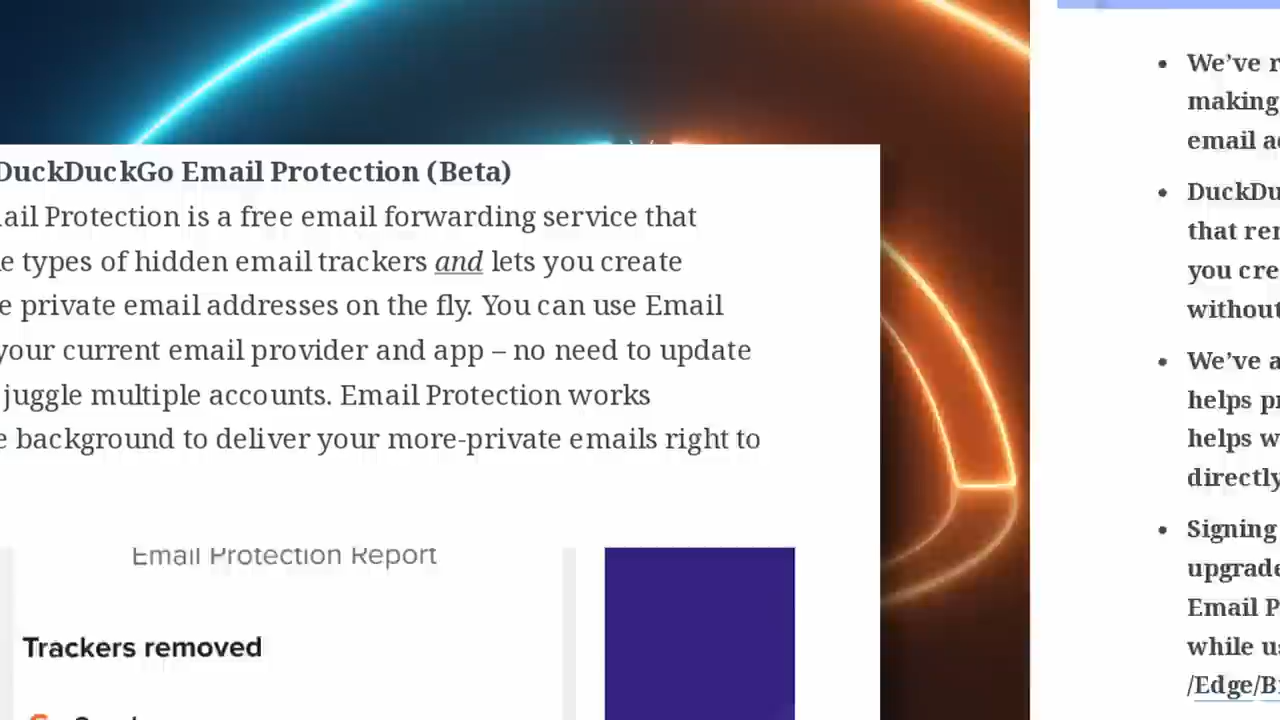 DuckDuckGo Email Protection (Beta)
ail Protection is a free email forwarding service that
e types of hidden email trackers and lets you create
e private email addresses on the fly. You can use Email
your current email provider and app – no need to update
juggle multiple accounts. Email Protection works
e background to deliver your more-private emails right to
Email Protection Report
Trackers removed
We’ve r
making
email a
DuckDu
that re
you cre
without
We’ve a
helps p
helps w
directly
Signing
upgrade
Email P
while u
/Edge/B